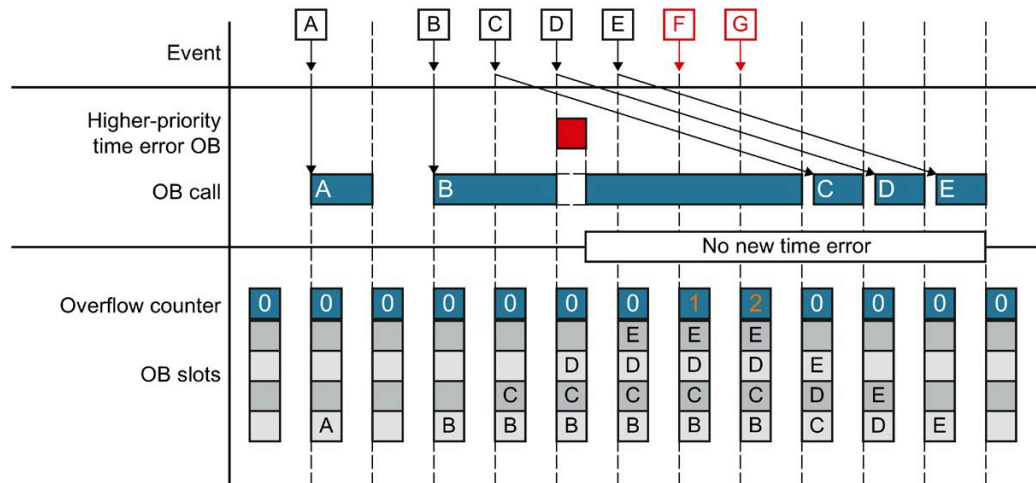 A B C D E F G
Event
Higher-priority
time error OB
OB call
A B C D E
No new time error
Overflow counter
0 0 0 0 0 0 0 1 2 0 0 0 0
E E E
OB slots
D D D D D E
C C C C C D E
A B B B B B B C D E